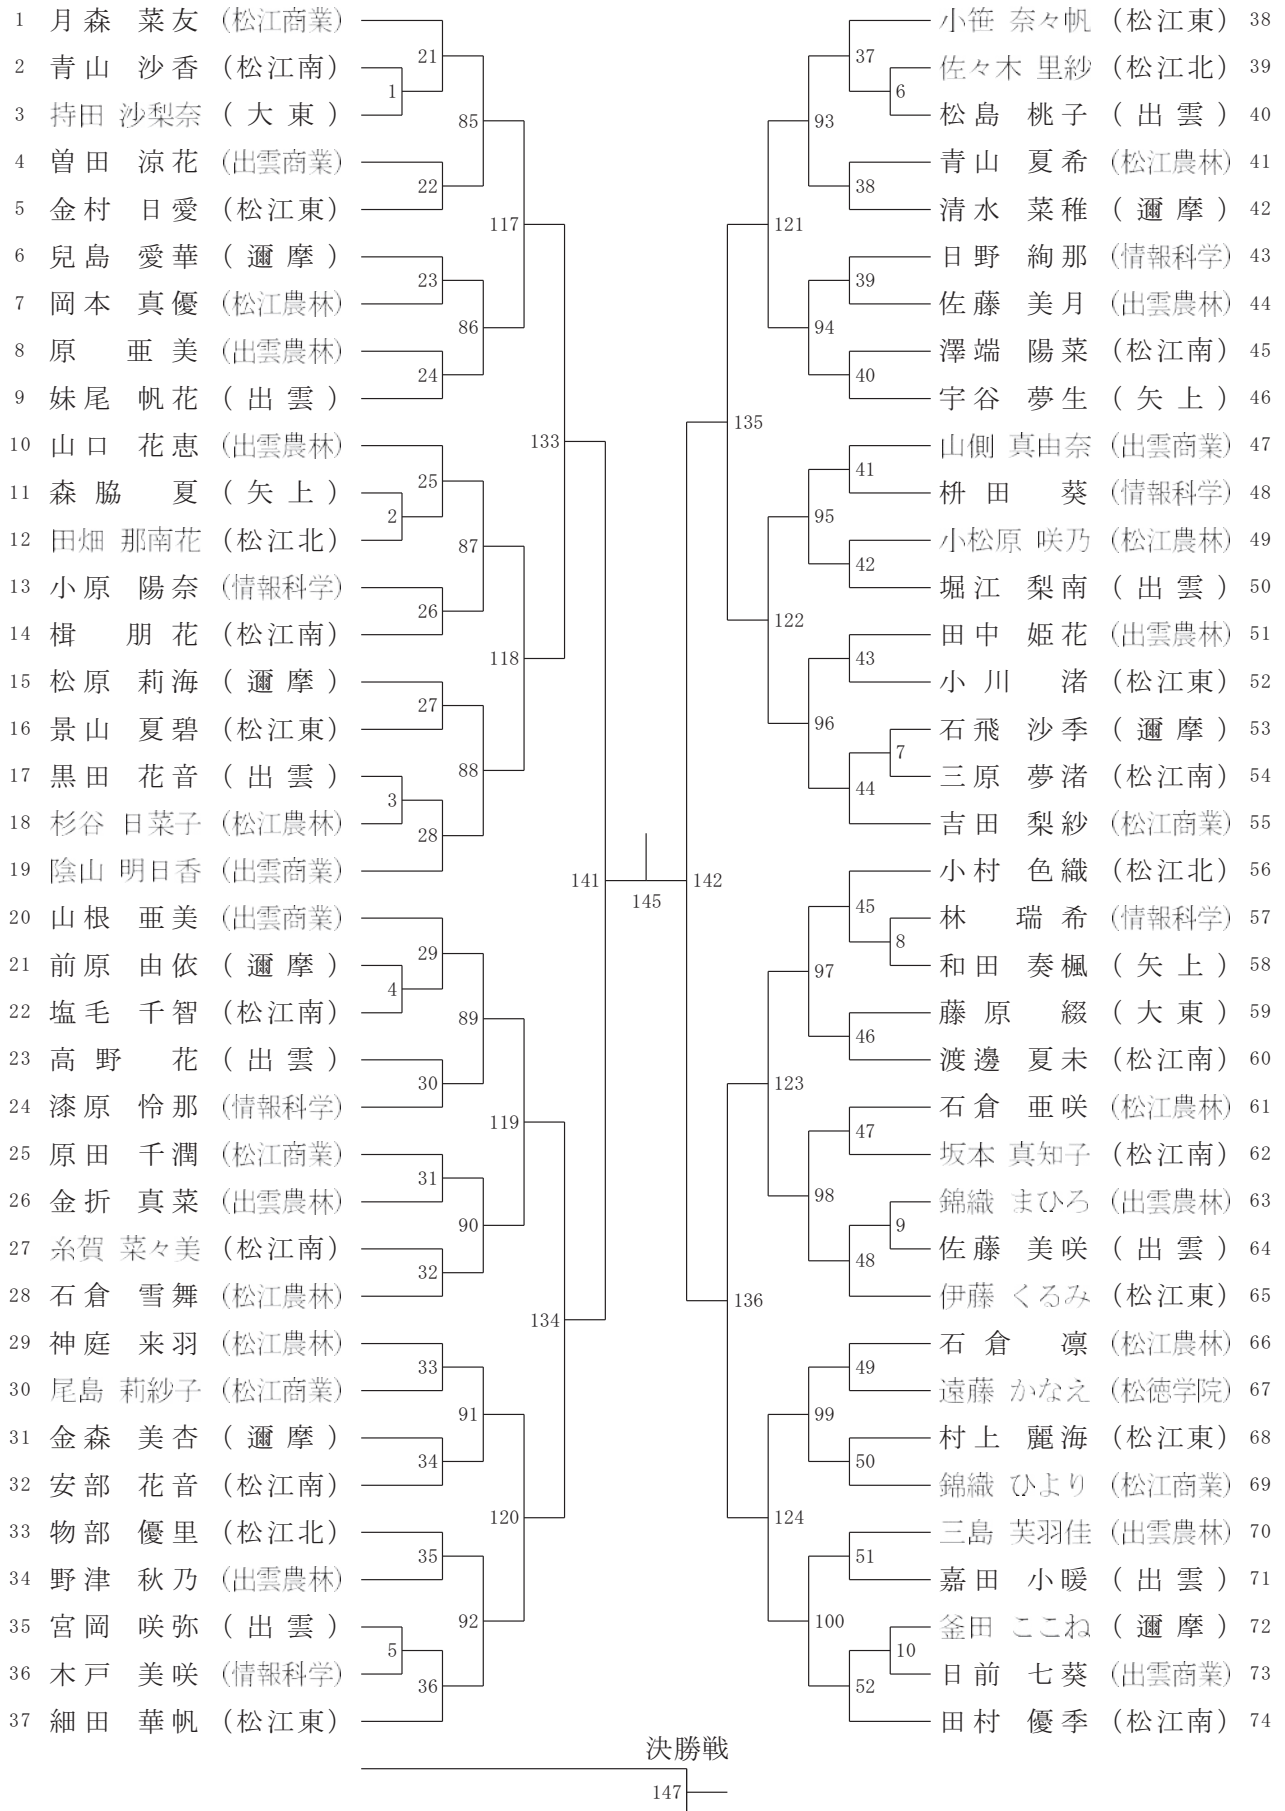 1 月森 菜友 (松江商業)
2 青山 沙香 (松江南)
3 持田 沙梨奈 (大東)
4 曽田 涼花 (出雲商業)
5 金村 日愛 (松江東)
6 兒島 愛華 (邇摩)
7 岡本 真優 (松江農林)
8 原 亜美 (出雲農林)
9 妹尾 帆花 (出雲)
10 山口 花恵 (出雲農林)
11 森脇 夏 (矢上)
12 田畑 那南花 (松江北)
13 小原 陽奈 (情報科学)
14 楫 朋花 (松江南)
15 松原 莉海 (邇摩)
16 景山 夏碧 (松江東)
17 黒田 花音 (出雲)
18 杉谷 日菜子 (松江農林)
19 陰山 明日香 (出雲商業)
20 山根 亜美 (出雲商業)
21 前原 由依 (邇摩)
22 塩毛 千智 (松江南)
23 高野 花 (出雲)
24 漆原 怜那 (情報科学)
25 原田 千潤 (松江商業)
26 金折 真菜 (出雲農林)
27 糸賀 菜々美 (松江南)
28 石倉 雪舞 (松江農林)
29 神庭 来羽 (松江農林)
30 尾島 莉紗子 (松江商業)
31 金森 美杏 (邇摩)
32 安部 花音 (松江南)
33 物部 優里 (松江北)
34 野津 秋乃 (出雲農林)
35 宮岡 咲弥 (出雲)
36 木戸 美咲 (情報科学)
37 細田 華帆 (松江東)
21
1
85
22
117
23
86
24
133
25
2
87
26
118
27
88
3
28
141
145
142
29
4
89
30
119
31
90
32
134
33
91
34
120
35
92
5
36
37
6
93
38
121
39
94
40
135
41
95
42
122
43
96
7
44
45
8
97
46
123
47
98
9
48
136
49
99
50
124
51
100
10
52
小笹 奈々帆 (松江東) 38
佐々木 里紗 (松江北) 39
松島 桃子 (出雲) 40
青山 夏希 (松江農林) 41
清水 菜稚 (邇摩) 42
日野 絢那 (情報科学) 43
佐藤 美月 (出雲農林) 44
澤端 陽菜 (松江南) 45
宇谷 夢生 (矢上) 46
山側 真由奈 (出雲商業) 47
枡田 葵 (情報科学) 48
小松原 咲乃 (松江農林) 49
堀江 梨南 (出雲) 50
田中 姫花 (出雲農林) 51
小川 渚 (松江東) 52
石飛 沙季 (邇摩) 53
三原 夢渚 (松江南) 54
吉田 梨紗 (松江商業) 55
小村 色織 (松江北) 56
林 瑞希 (情報科学) 57
和田 奏楓 (矢上) 58
藤原 綴 (大東) 59
渡邊 夏未 (松江南) 60
石倉 亜咲 (松江農林) 61
坂本 真知子 (松江南) 62
錦織 まひろ (出雲農林) 63
佐藤 美咲 (出雲) 64
伊藤 くるみ (松江東) 65
石倉 凛 (松江農林) 66
遠藤 かなえ (松徳学院) 67
村上 麗海 (松江東) 68
錦織 ひより (松江商業) 69
三島 芙羽佳 (出雲農林) 70
嘉田 小暖 (出雲) 71
釜田 ここね (邇摩) 72
日前 七葵 (出雲商業) 73
田村 優季 (松江南) 74
決勝戦
147